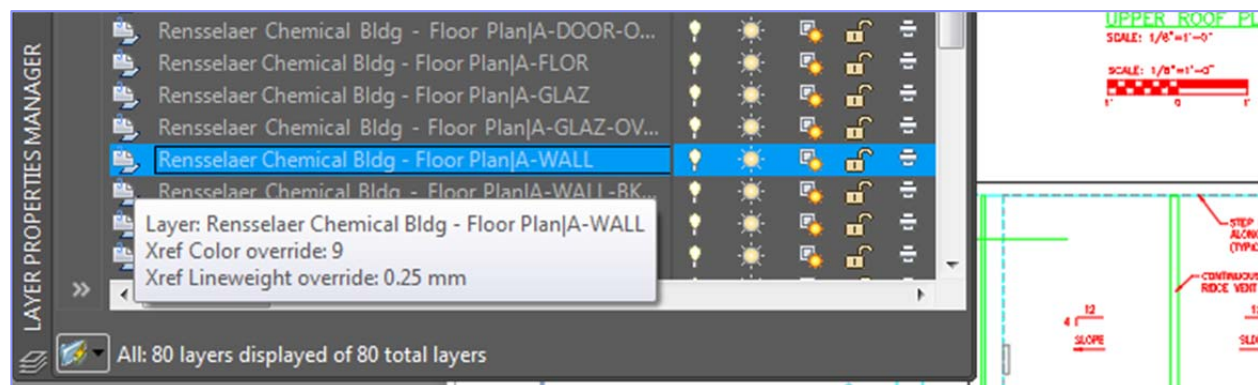 LAYER PROPERTIES MANAGER
Rensselaer Chemical Bldg - Floor Plan|A-DOOR-O...
Rensselaer Chemical Bldg - Floor Plan|A-FLOR
Rensselaer Chemical Bldg - Floor Plan|A-GLAZ
Rensselaer Chemical Bldg - Floor Plan|A-GLAZ-OV...
Rensselaer Chemical Bldg - Floor Plan|A-WALL
Rensselaer Chemical Bldg - Floor Plan|A-WALL-BK...
Layer: Rensselaer Chemical Bldg - Floor Plan|A-WALL
Xref Color override: 9
Xref Lineweight override: 0.25 mm
All: 80 layers displayed of 80 total layers
UPPER ROOF PL
SCALE: 1/8"=1'-0"
SCALE: 1/8"=1'-0"
STEP
ALONG
(TYPIC
CONTINUOUS
RIDGE VENT
12
4
SLOPE